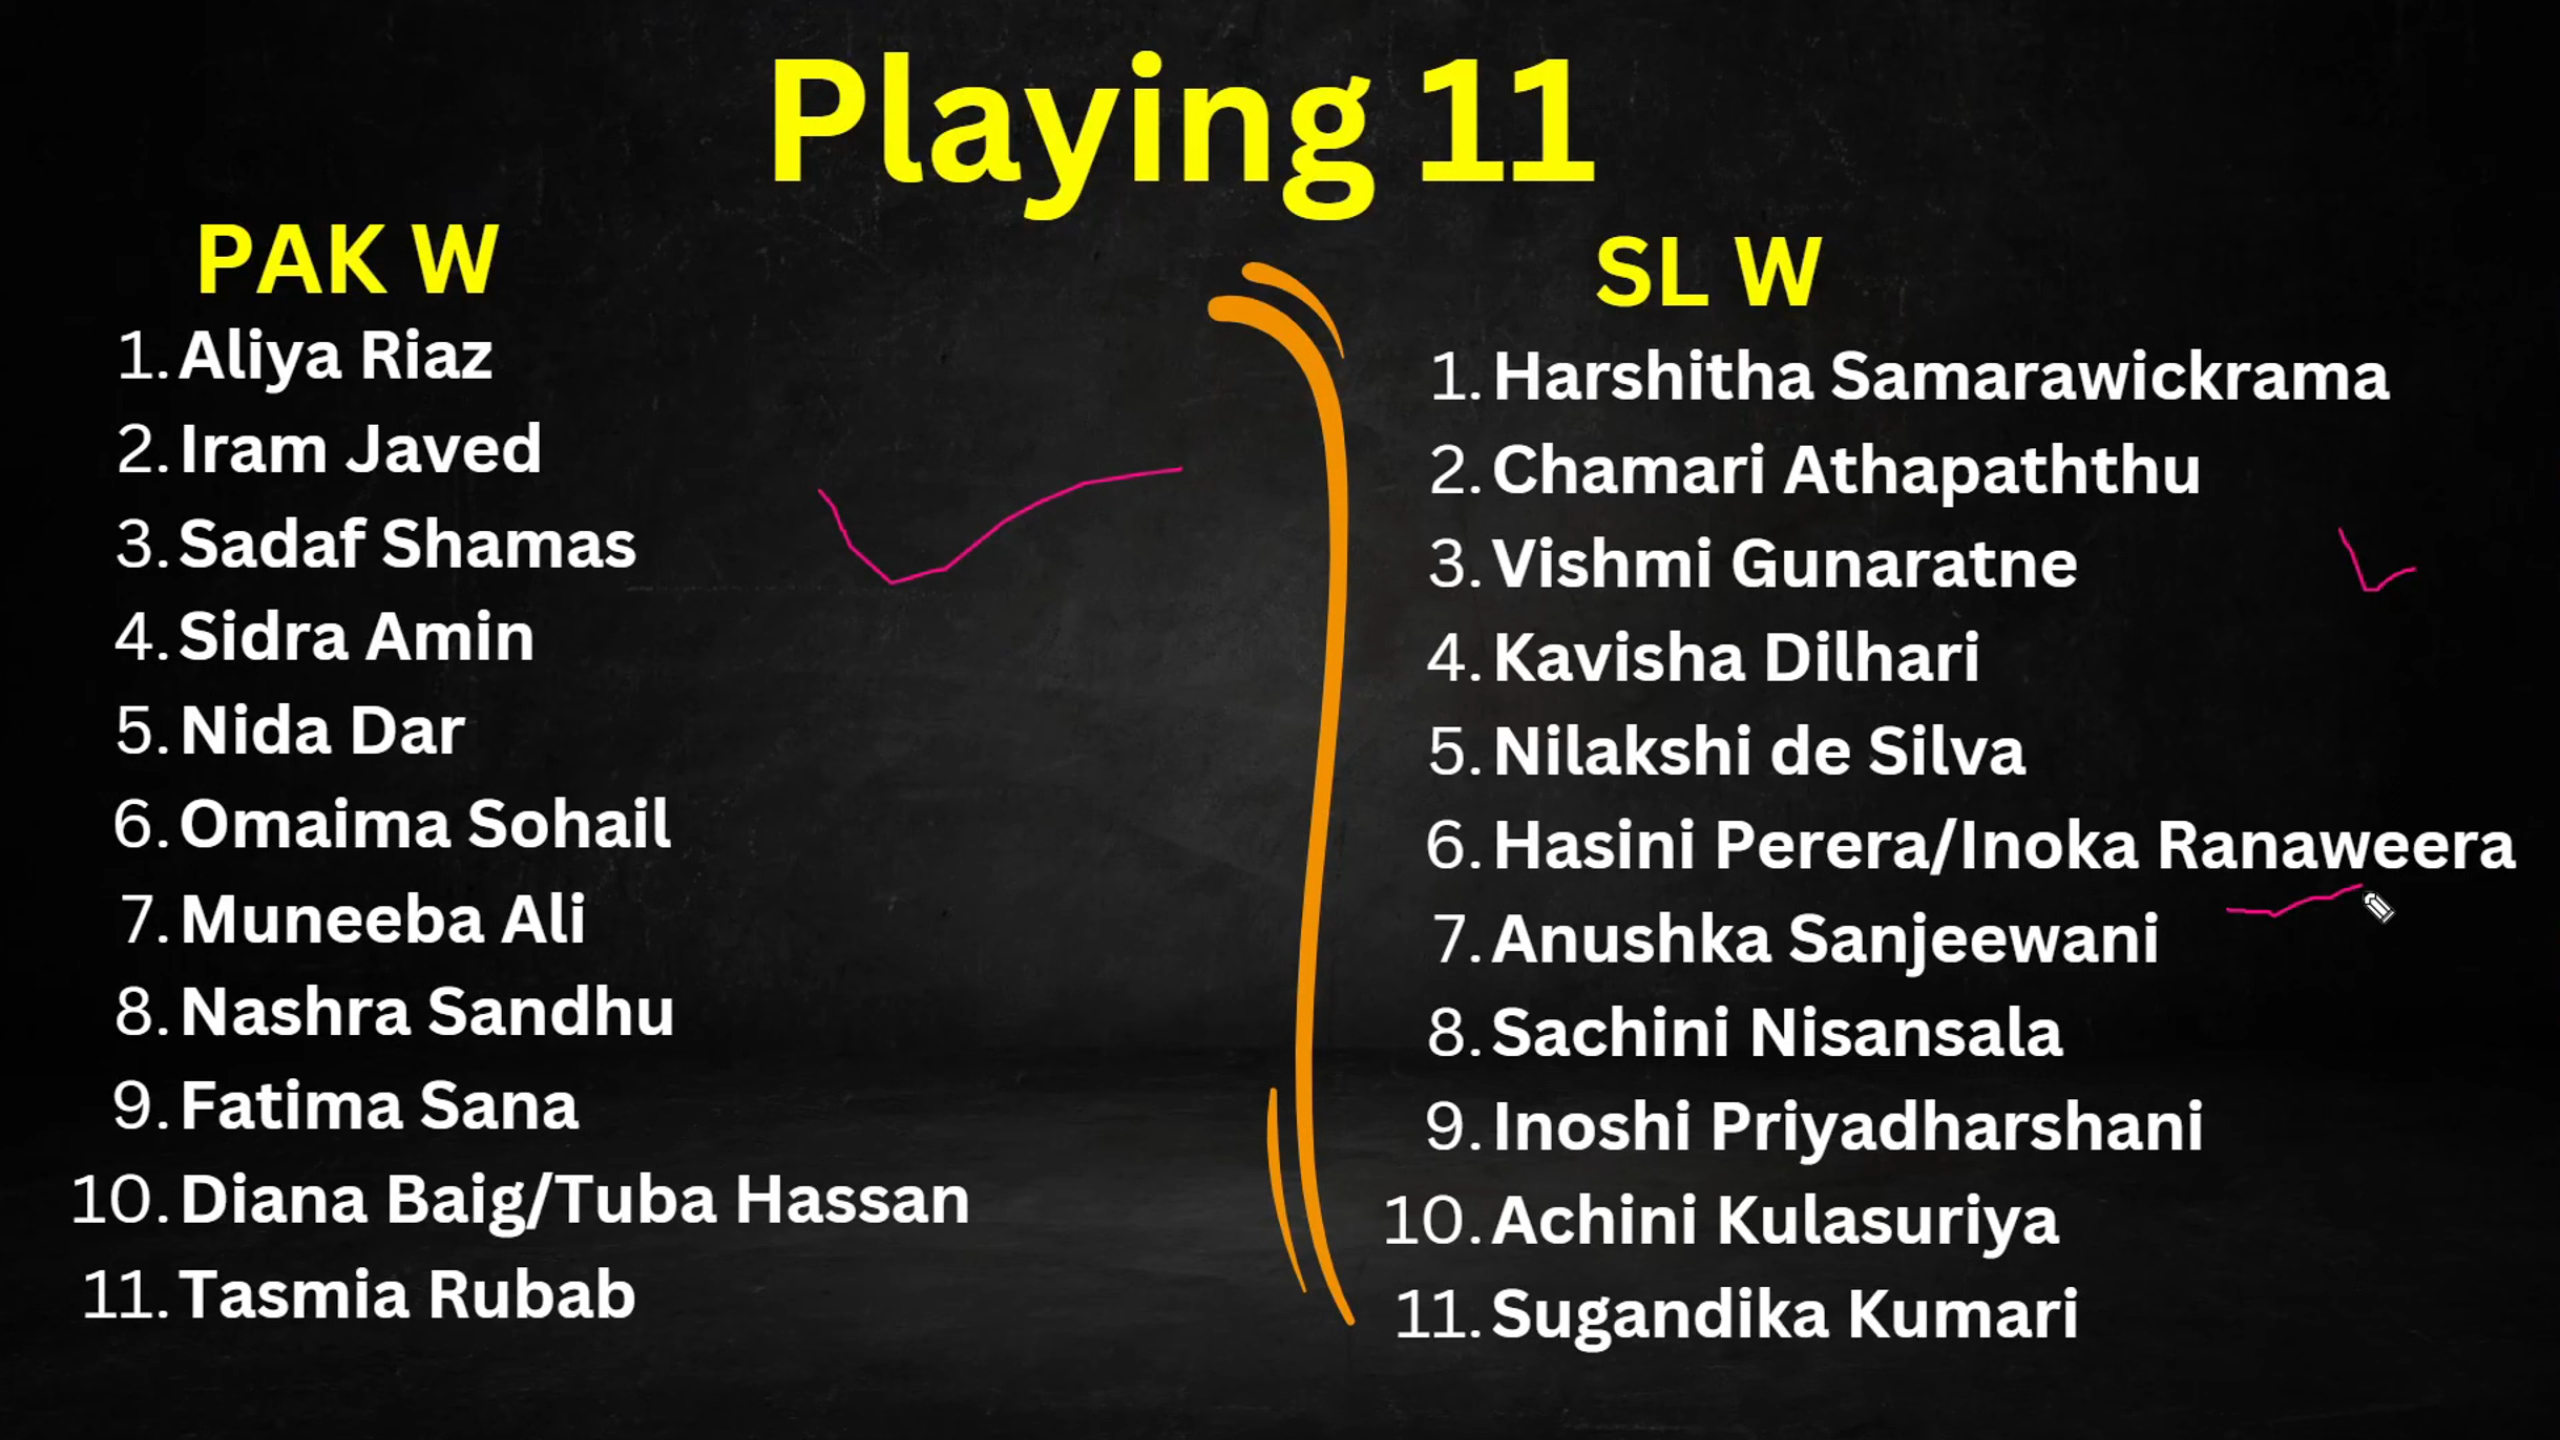 Playing 11
PAK W
1. Aliya Riaz
2. Iram Javed
3. Sadaf Shamas
4. Sidra Amin
5. Nida Dar
6. Omaima Sohail
7. Muneeba Ali
8. Nashra Sandhu
9. Fatima Sana
10. Diana Baig/Tuba Hassan
11. Tasmia Rubab
SL W
1. Harshitha Samarawickrama
2. Chamari Athapaththu
3. Vishmi Gunaratne
4. Kavisha Dilhari
5. Nilakshi de Silva
6. Hasini Perera/Inoka Ranaweera
7. Anushka Sanjeewani
8. Sachini Nisansala
9. Inoshi Priyadharshani
10. Achini Kulasuriya
11. Sugandika Kumari